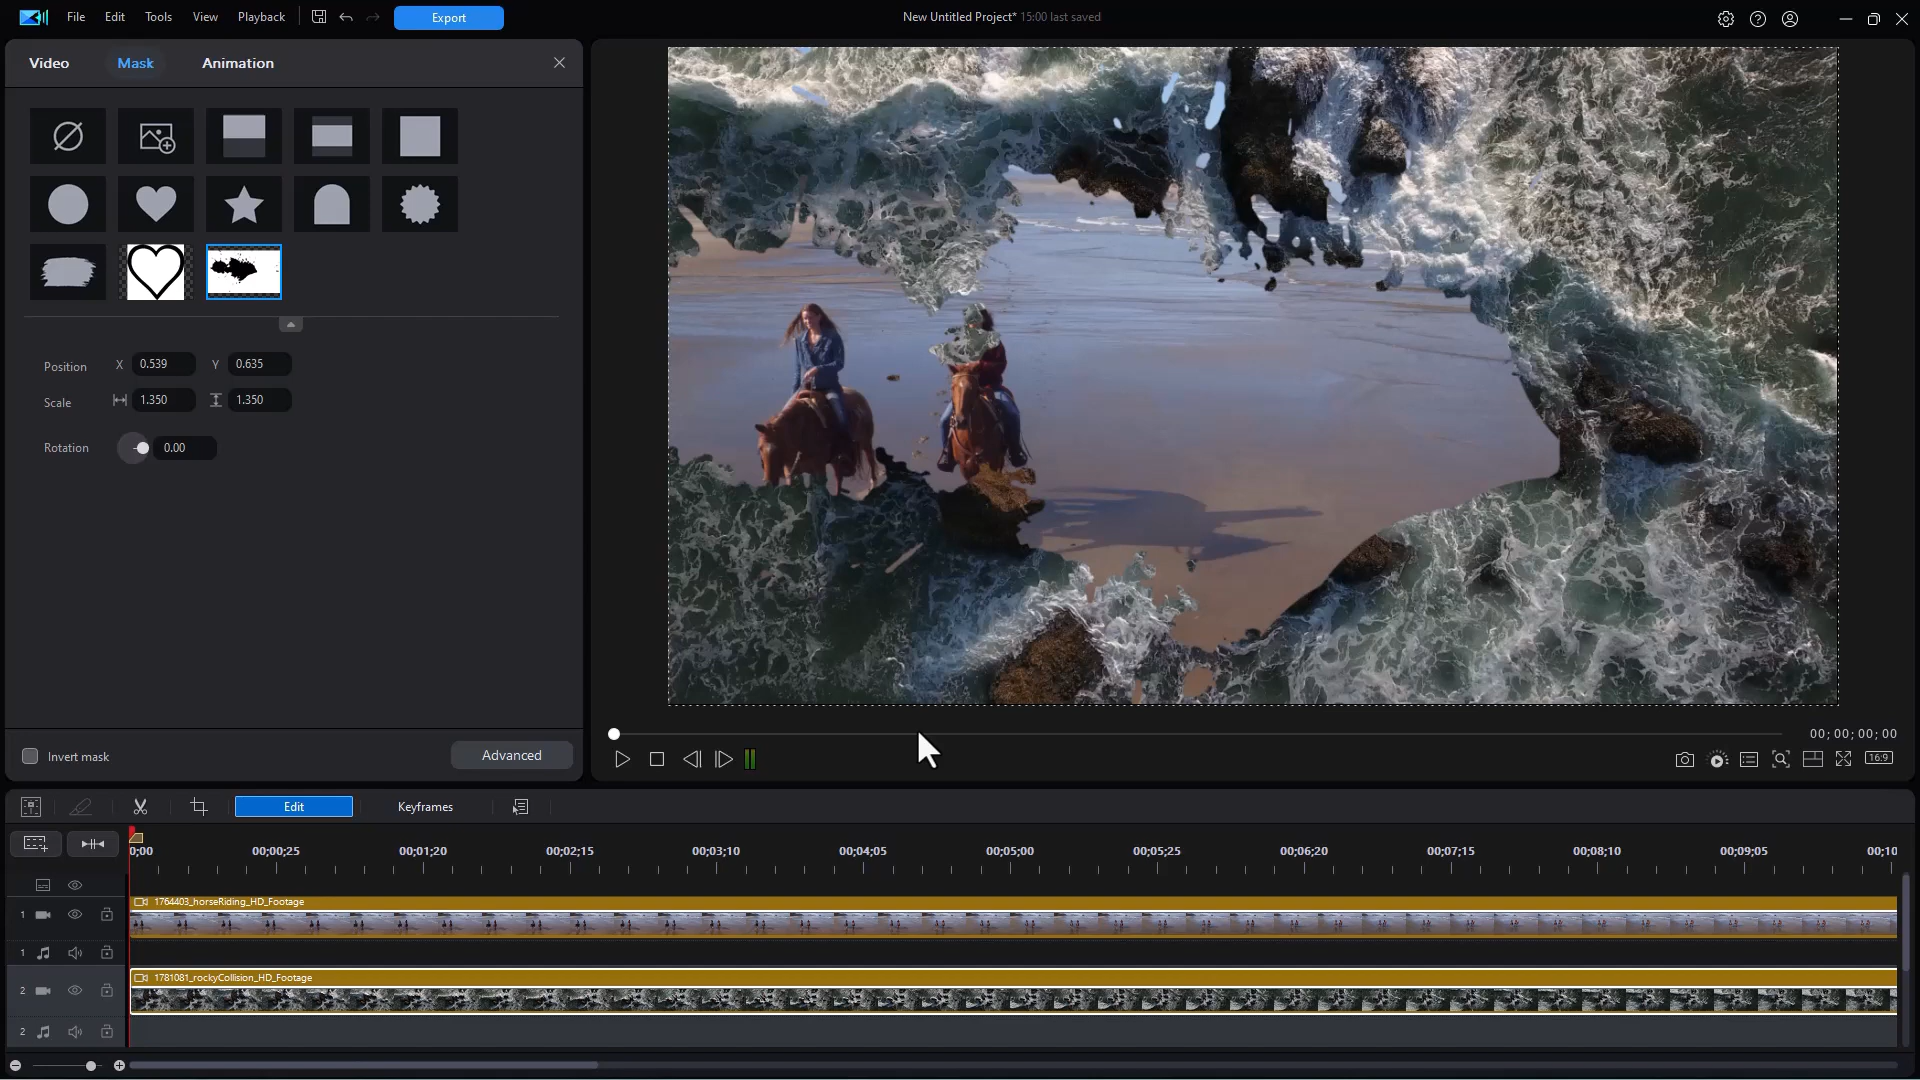 File Edit Tools View Playback Export New Untitled Project* 15:00 last saved
Video Mask Animation
Position X 0.539 Y 0.635
Scale 1.350 1.350
Rotation 0.00
Invert mask Advanced
00;00;00;00
16:9
Edit Keyframes
0;00 00;00;25 00;01;20 00;02;15 00;03;10 00;04;05 00;05;00 00;05;25 00;06;20 00;07;15 00;08;10 00;09;05 00;10
1764403_horseRiding_HD_Footage
1
1
1781081_rockyCollision_HD_Footage
2
2